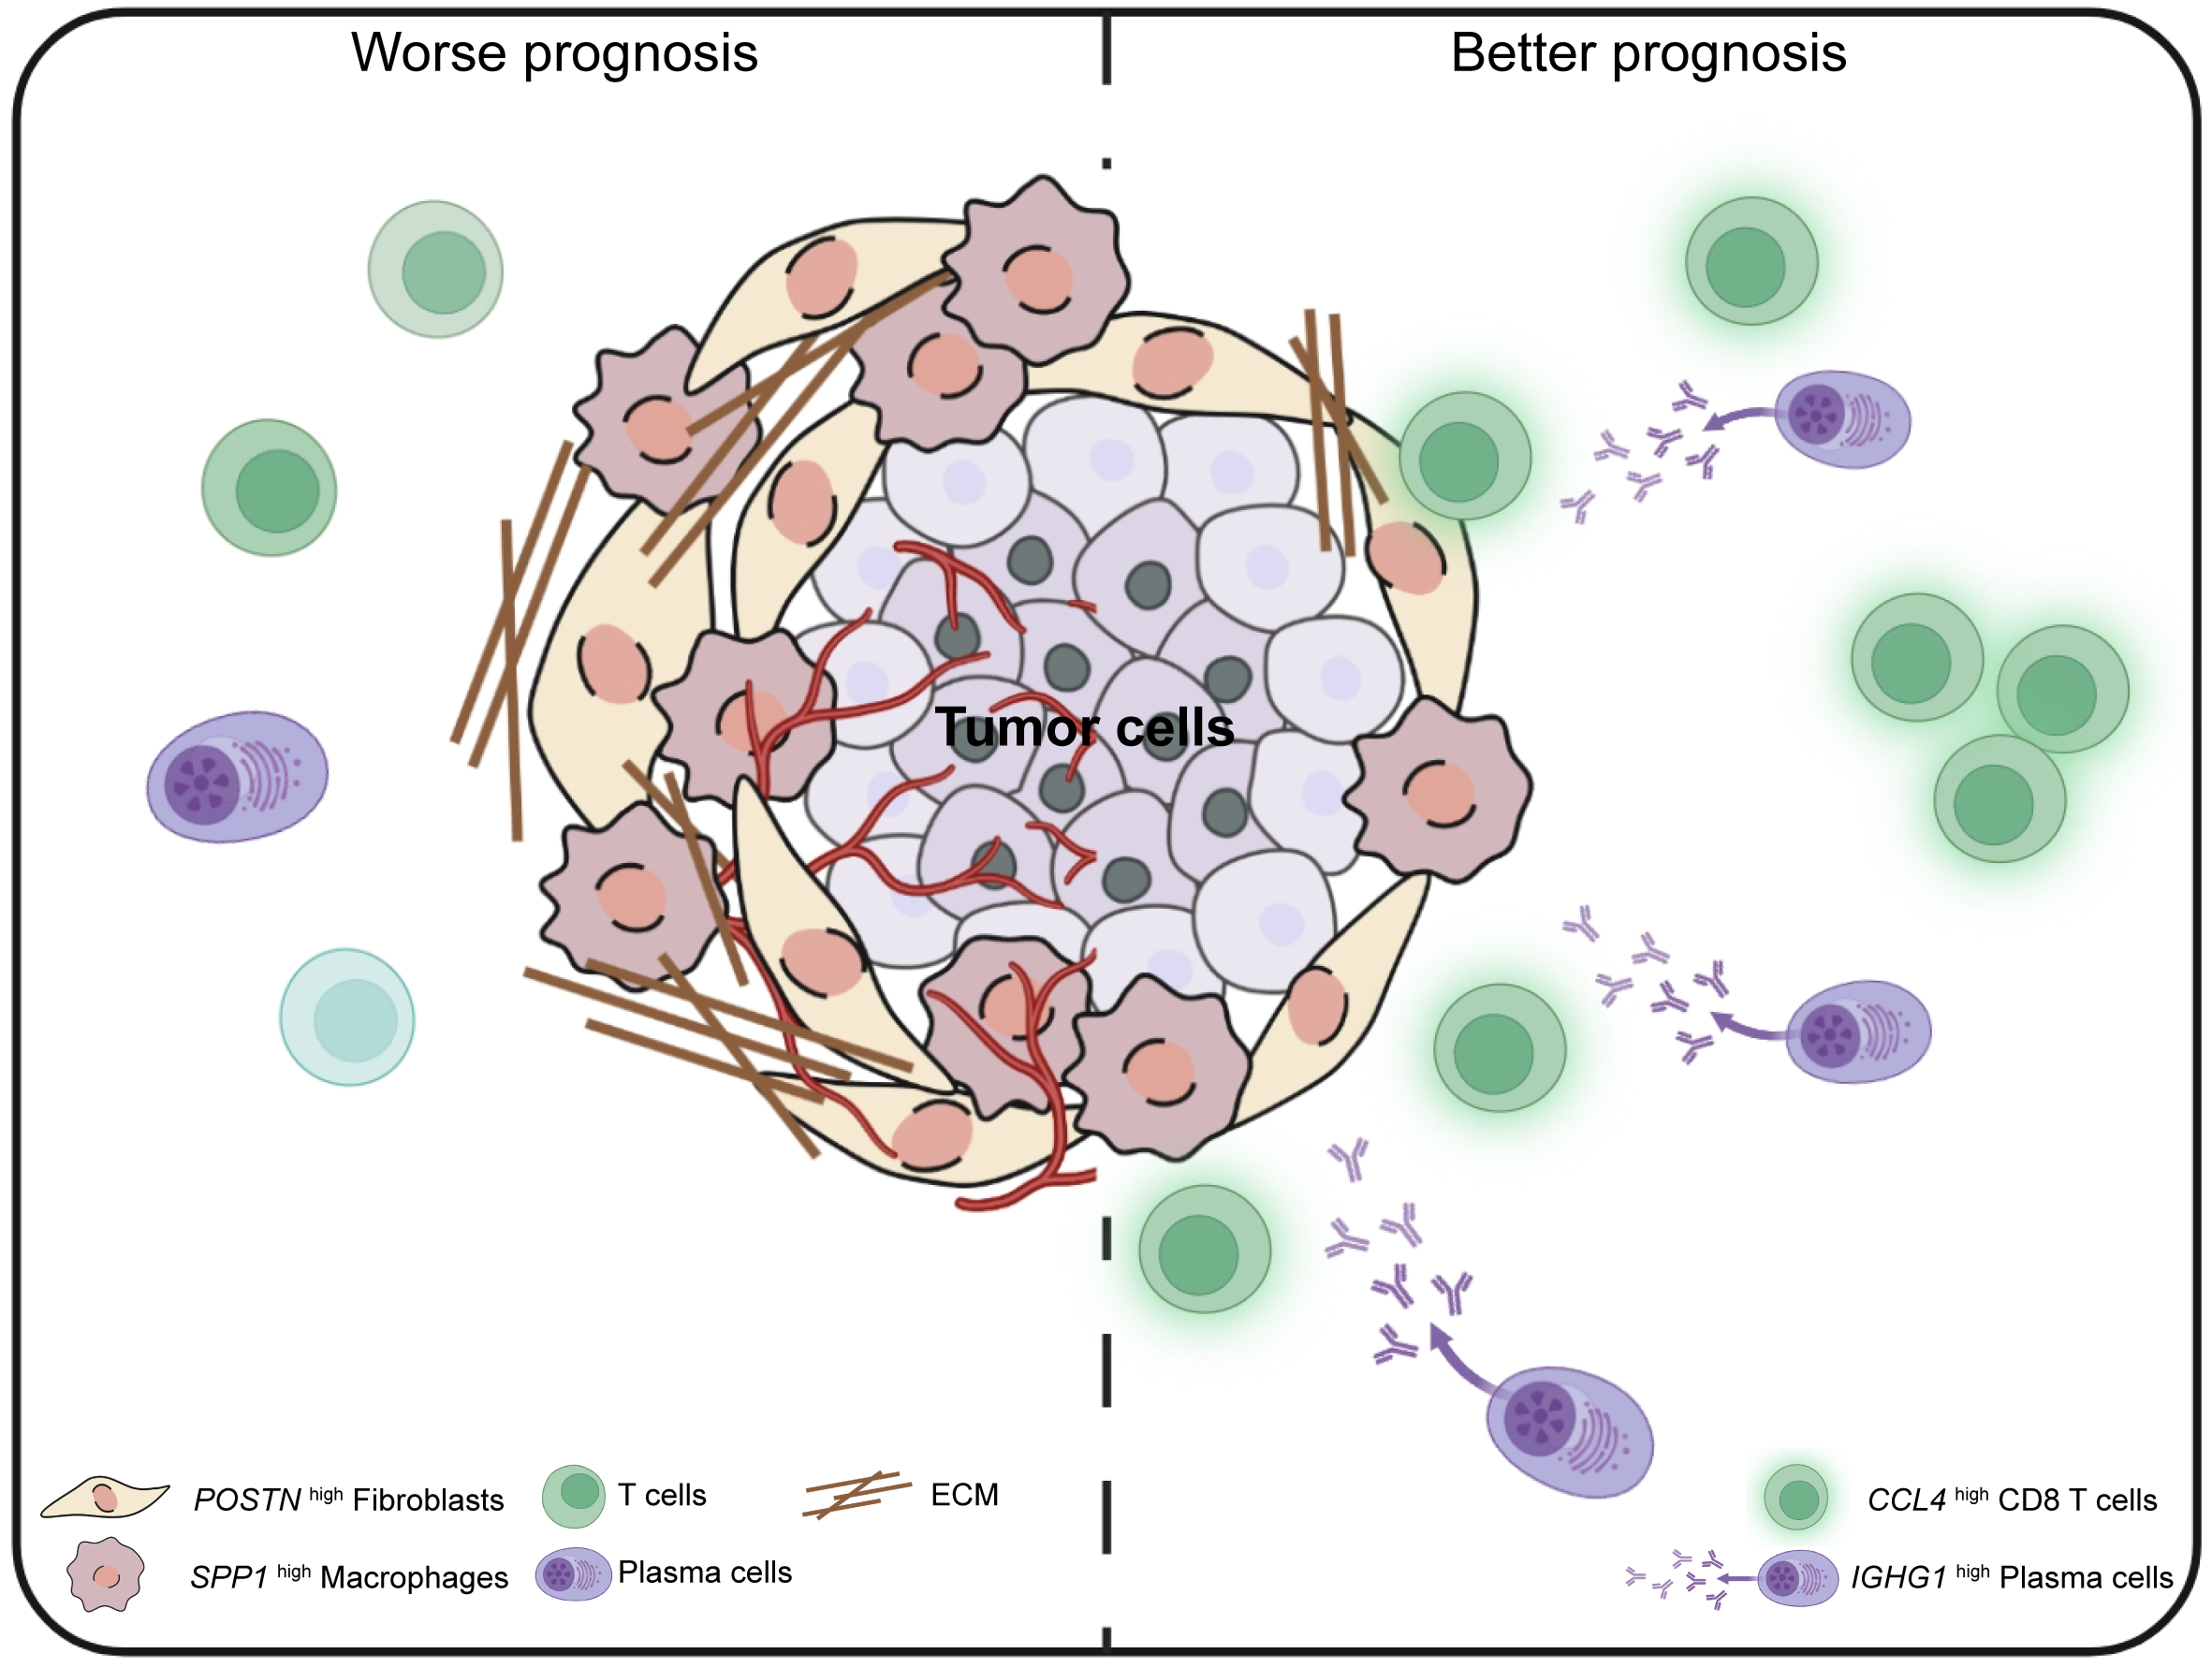 Worse prognosis
Better prognosis
Tumor cells
POSTN high Fibroblasts
T cells
ECM
SPP1 high Macrophages
Plasma cells
CCL4 high CD8 T cells
IGHG1 high Plasma cells